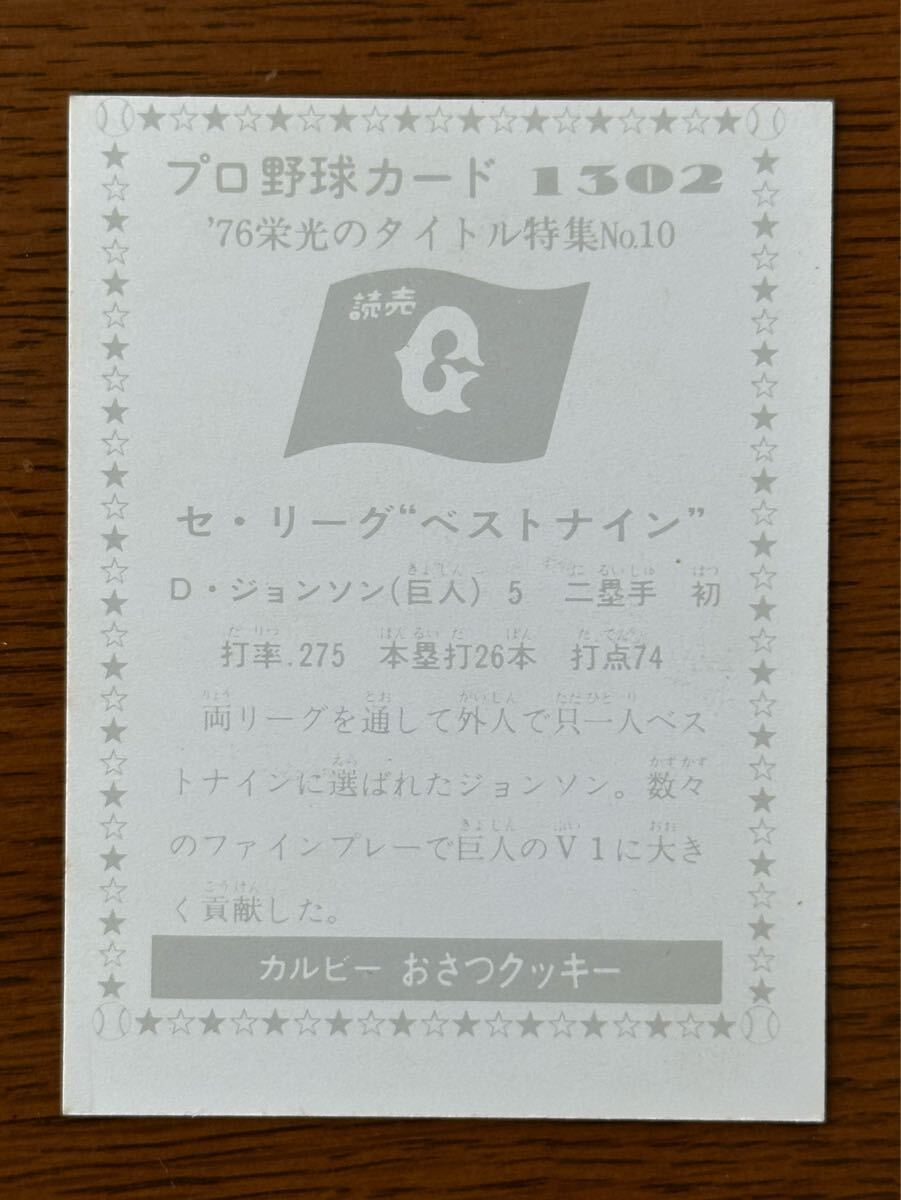 プロ野球カード 1302
'76栄光のタイトル特集No.10
読売
G
セ・リーグ“ベストナイン”
D・ジョンソン(巨人) 5 二塁手 初
打率.275 本塁打26本 打点74
両リーグを通して外人で只一人ベス
トナインに選ばれたジョンソン。数々
のファインプレーで巨人のV1に大き
く貢献した。
カルビー おさつクッキー